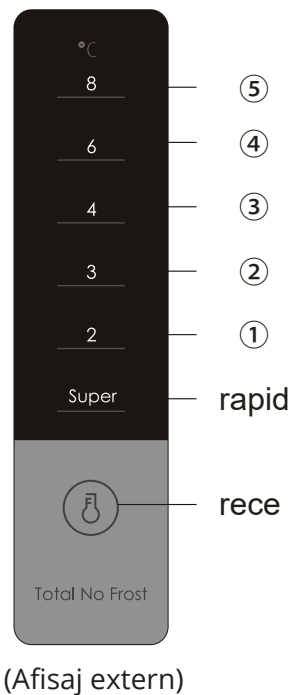 °C
8 ⑤
6 ④
4 ③
3 ②
2 ①
Super rapid
rece
Total No Frost
(Afisaj extern)